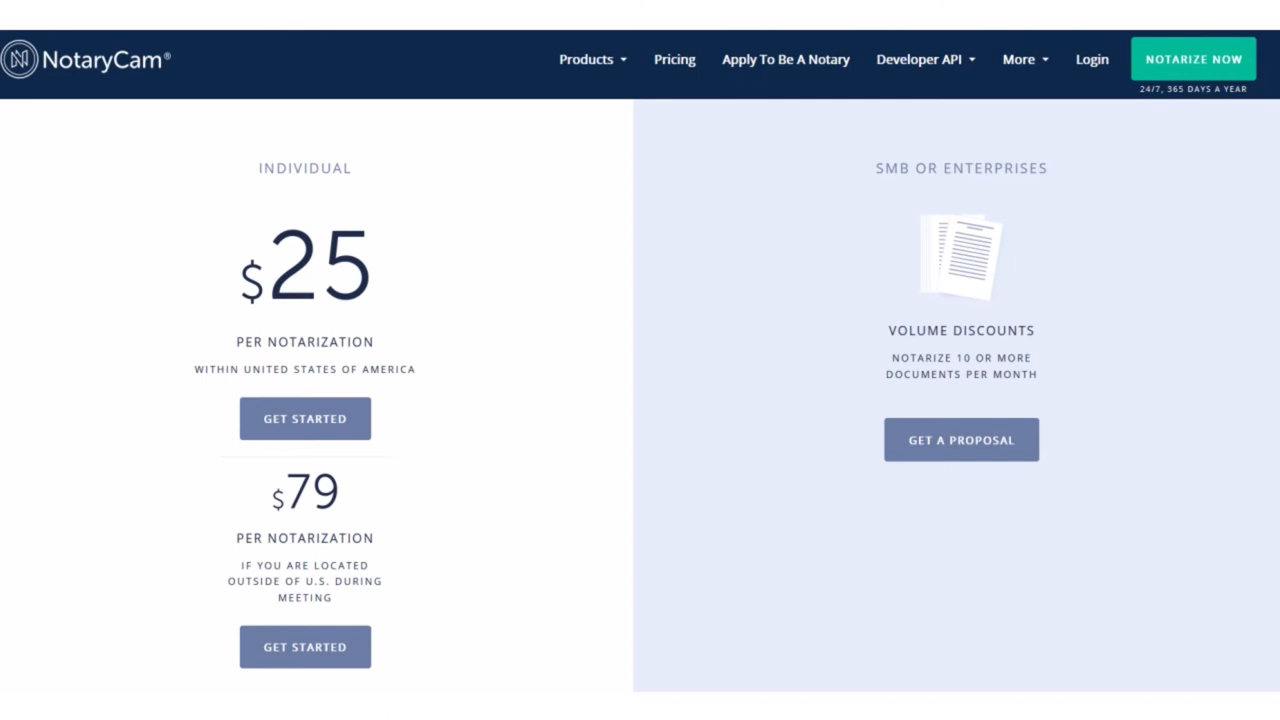 NotaryCam®
Products
Pricing
Apply To Be A Notary
Developer API
More
Login
NOTARIZE NOW
24/7, 365 DAYS A YEAR
INDIVIDUAL
$25
PER NOTARIZATION
WITHIN UNITED STATES OF AMERICA
GET STARTED
$79
PER NOTARIZATION
IF YOU ARE LOCATED
OUTSIDE OF U.S. DURING
MEETING
GET STARTED
SMB OR ENTERPRISES
VOLUME DISCOUNTS
NOTARIZE 10 OR MORE
DOCUMENTS PER MONTH
GET A PROPOSAL